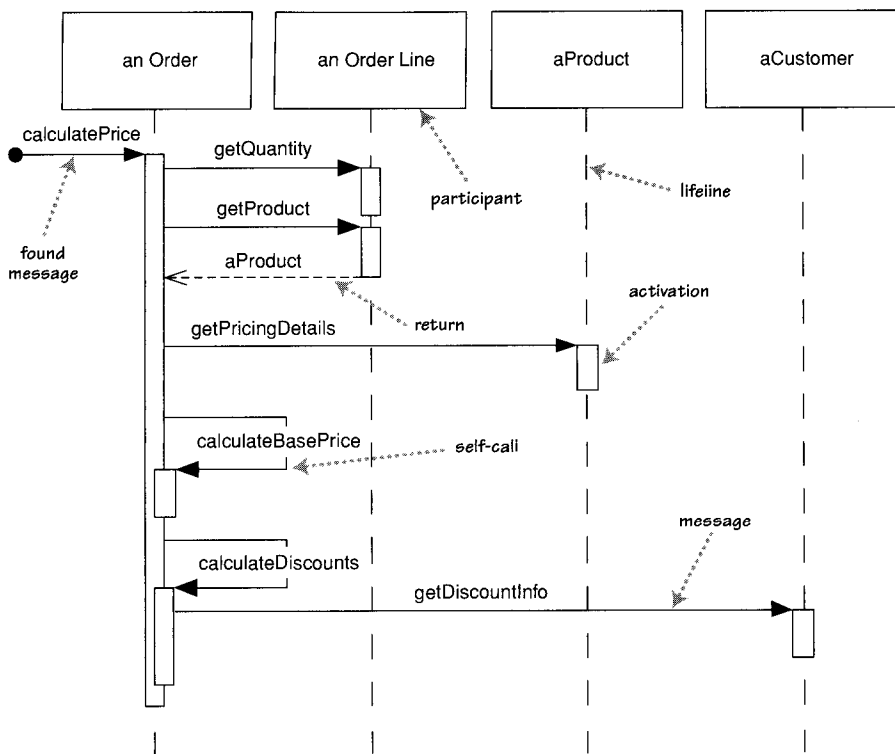 an Order
an Order Line
aProduct
aCustomer
calculatePrice
getQuantity
participant
lifeline
getProduct
found
message
aProduct
return
activation
getPricingDetails
calculateBasePrice
self-call
message
calculateDiscounts
getDiscountInfo